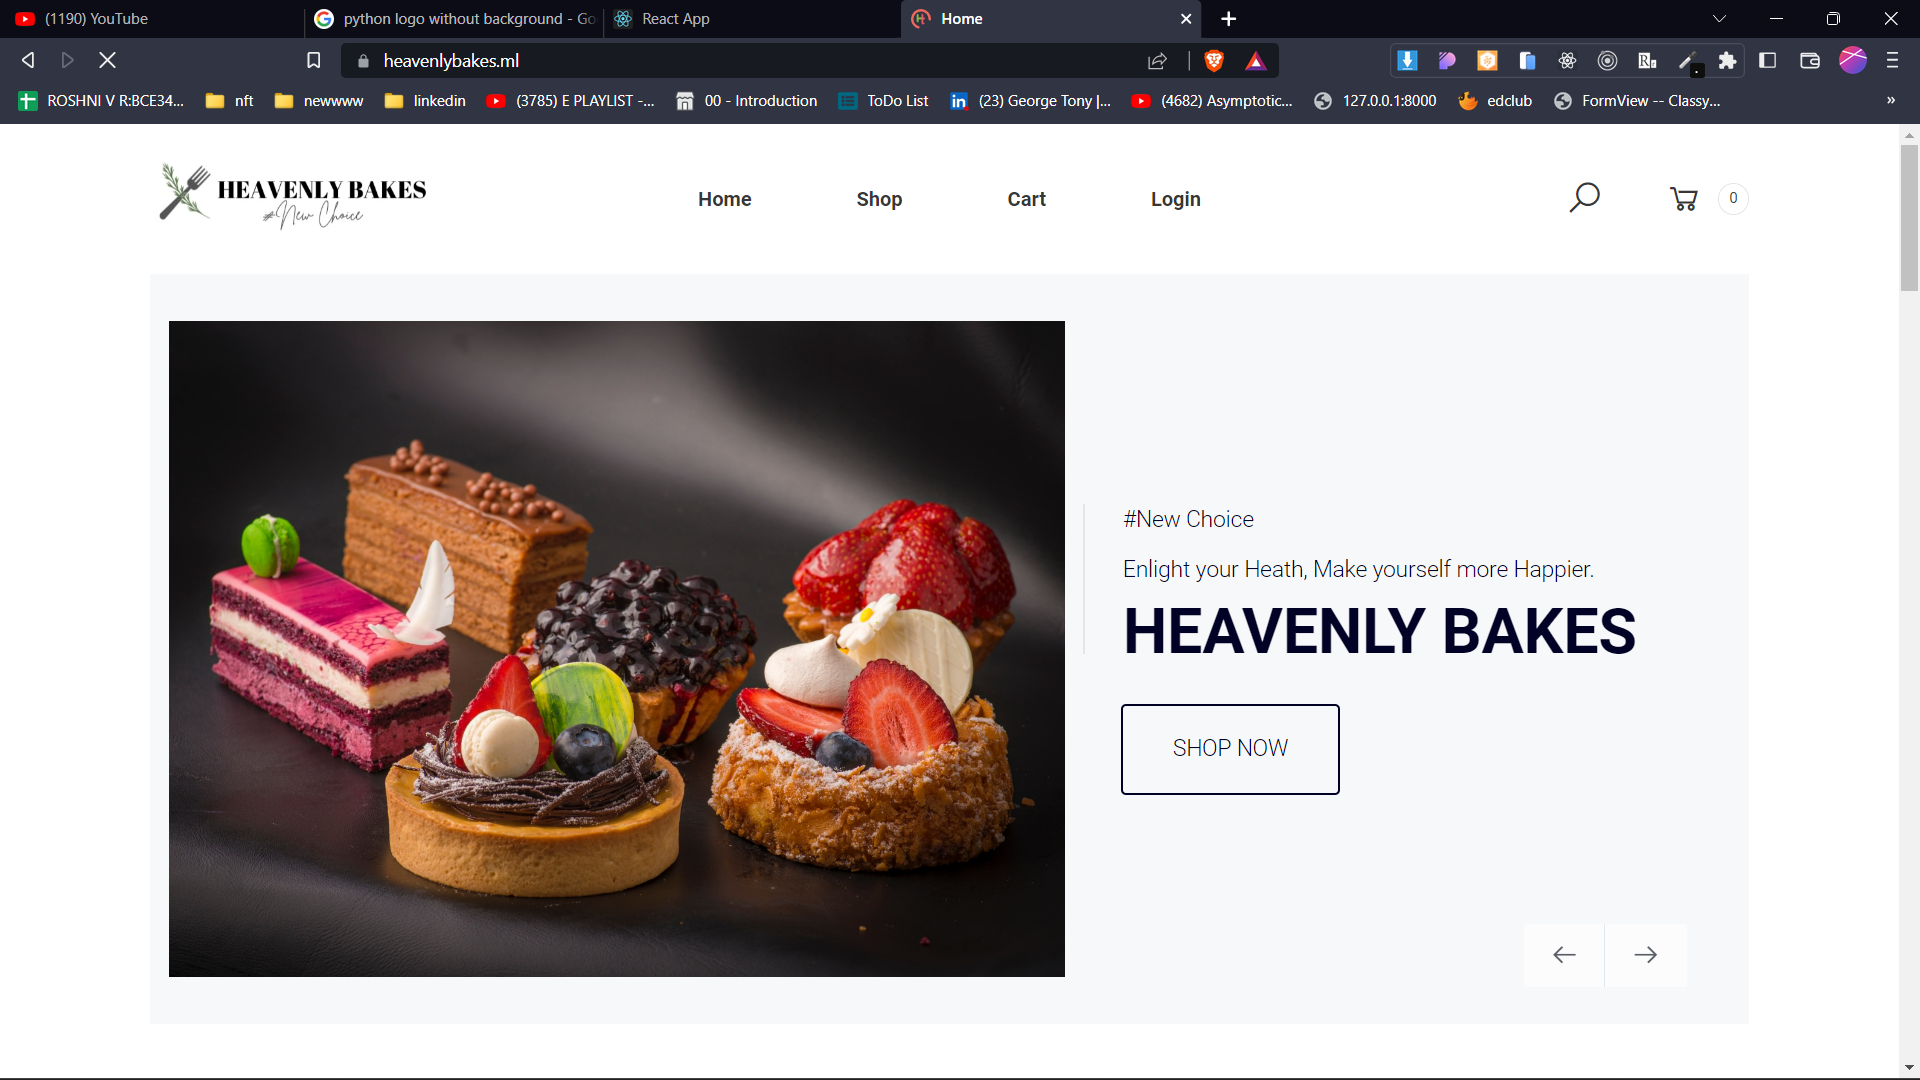 (1190) YouTube
python logo without background - Go
React App
Home
heavenlybakes.ml
ROSHNI V R:BCE34...
nft
newwww
linkedin
(3785) E PLAYLIST -...
00 - Introduction
ToDo List
(23) George Tony |...
(4682) Asymptotic...
127.0.0.1:8000
edclub
FormView -- Classy...
HEAVENLY BAKES
#New Choice
Home
Shop
Cart
Login
0
#New Choice
Enlight your Heath, Make yourself more Happier.
HEAVENLY BAKES
SHOP NOW